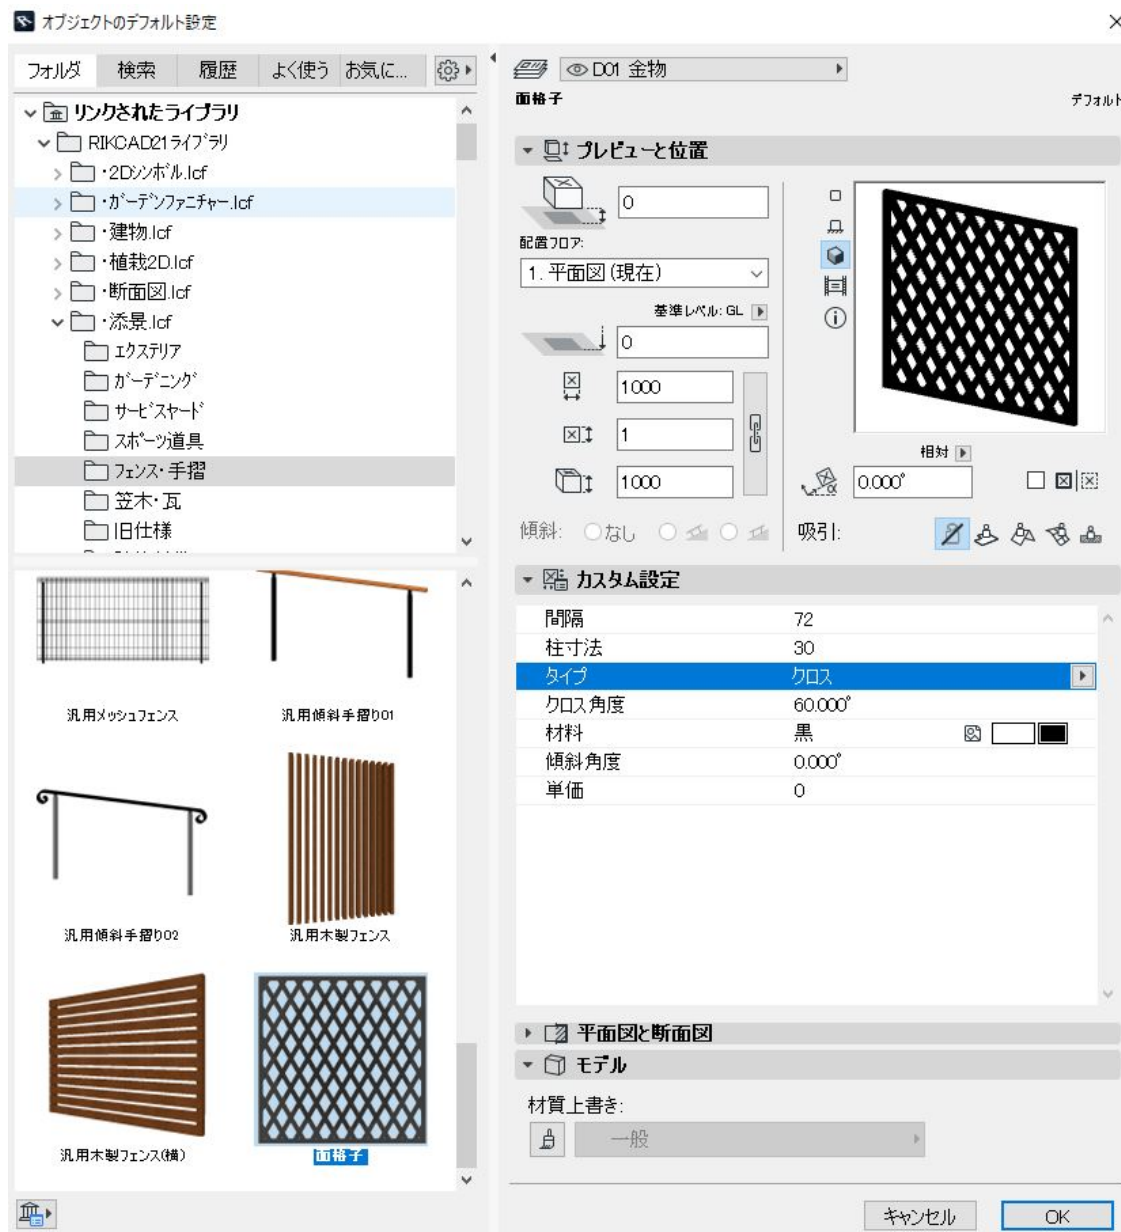 オブジェクトのデフォルト設定
フォルダ 検索 履歴 よく使う お気に...
リンクされたライブラリ
RIKCAD21ライブラリ
・2Dシンボル.lcf
・ガーデンファニチャー.lcf
・建物.lcf
・植栽2D.lcf
・断面図.lcf
・添景.lcf
エクステリア
ガーデニング
サービスヤード
スポーツ道具
フェンス・手摺
笠木・瓦
旧仕様
汎用メッシュフェンス
汎用傾斜手摺り01
汎用傾斜手摺り02
汎用木製フェンス
汎用木製フェンス(横)
面格子
D01 金物
面格子
デフォルト
プレビューと位置
0
配置フロア:
1. 平面図 (現在)
基準レベル: GL
0
1000
1
1000
相対
α 0.000°
傾斜: なし
吸引:
カスタム設定
間隔 72
柱寸法 30
タイプ クロス
クロス角度 60.000°
材料 黒
傾斜角度 0.000°
単価 0
平面図と断面図
モデル
材質上書き:
一般
キャンセル OK